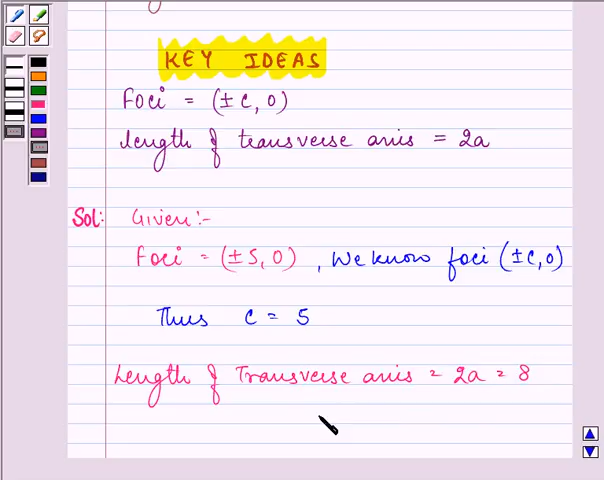 KEY IDEAS
Foci = (± c, 0)
length of transverse axis = 2a
Sol: Given:-
Foci = (± 5, 0) , We know foci (± c, 0)
Thus c = 5
Length of Transverse axis = 2a = 8